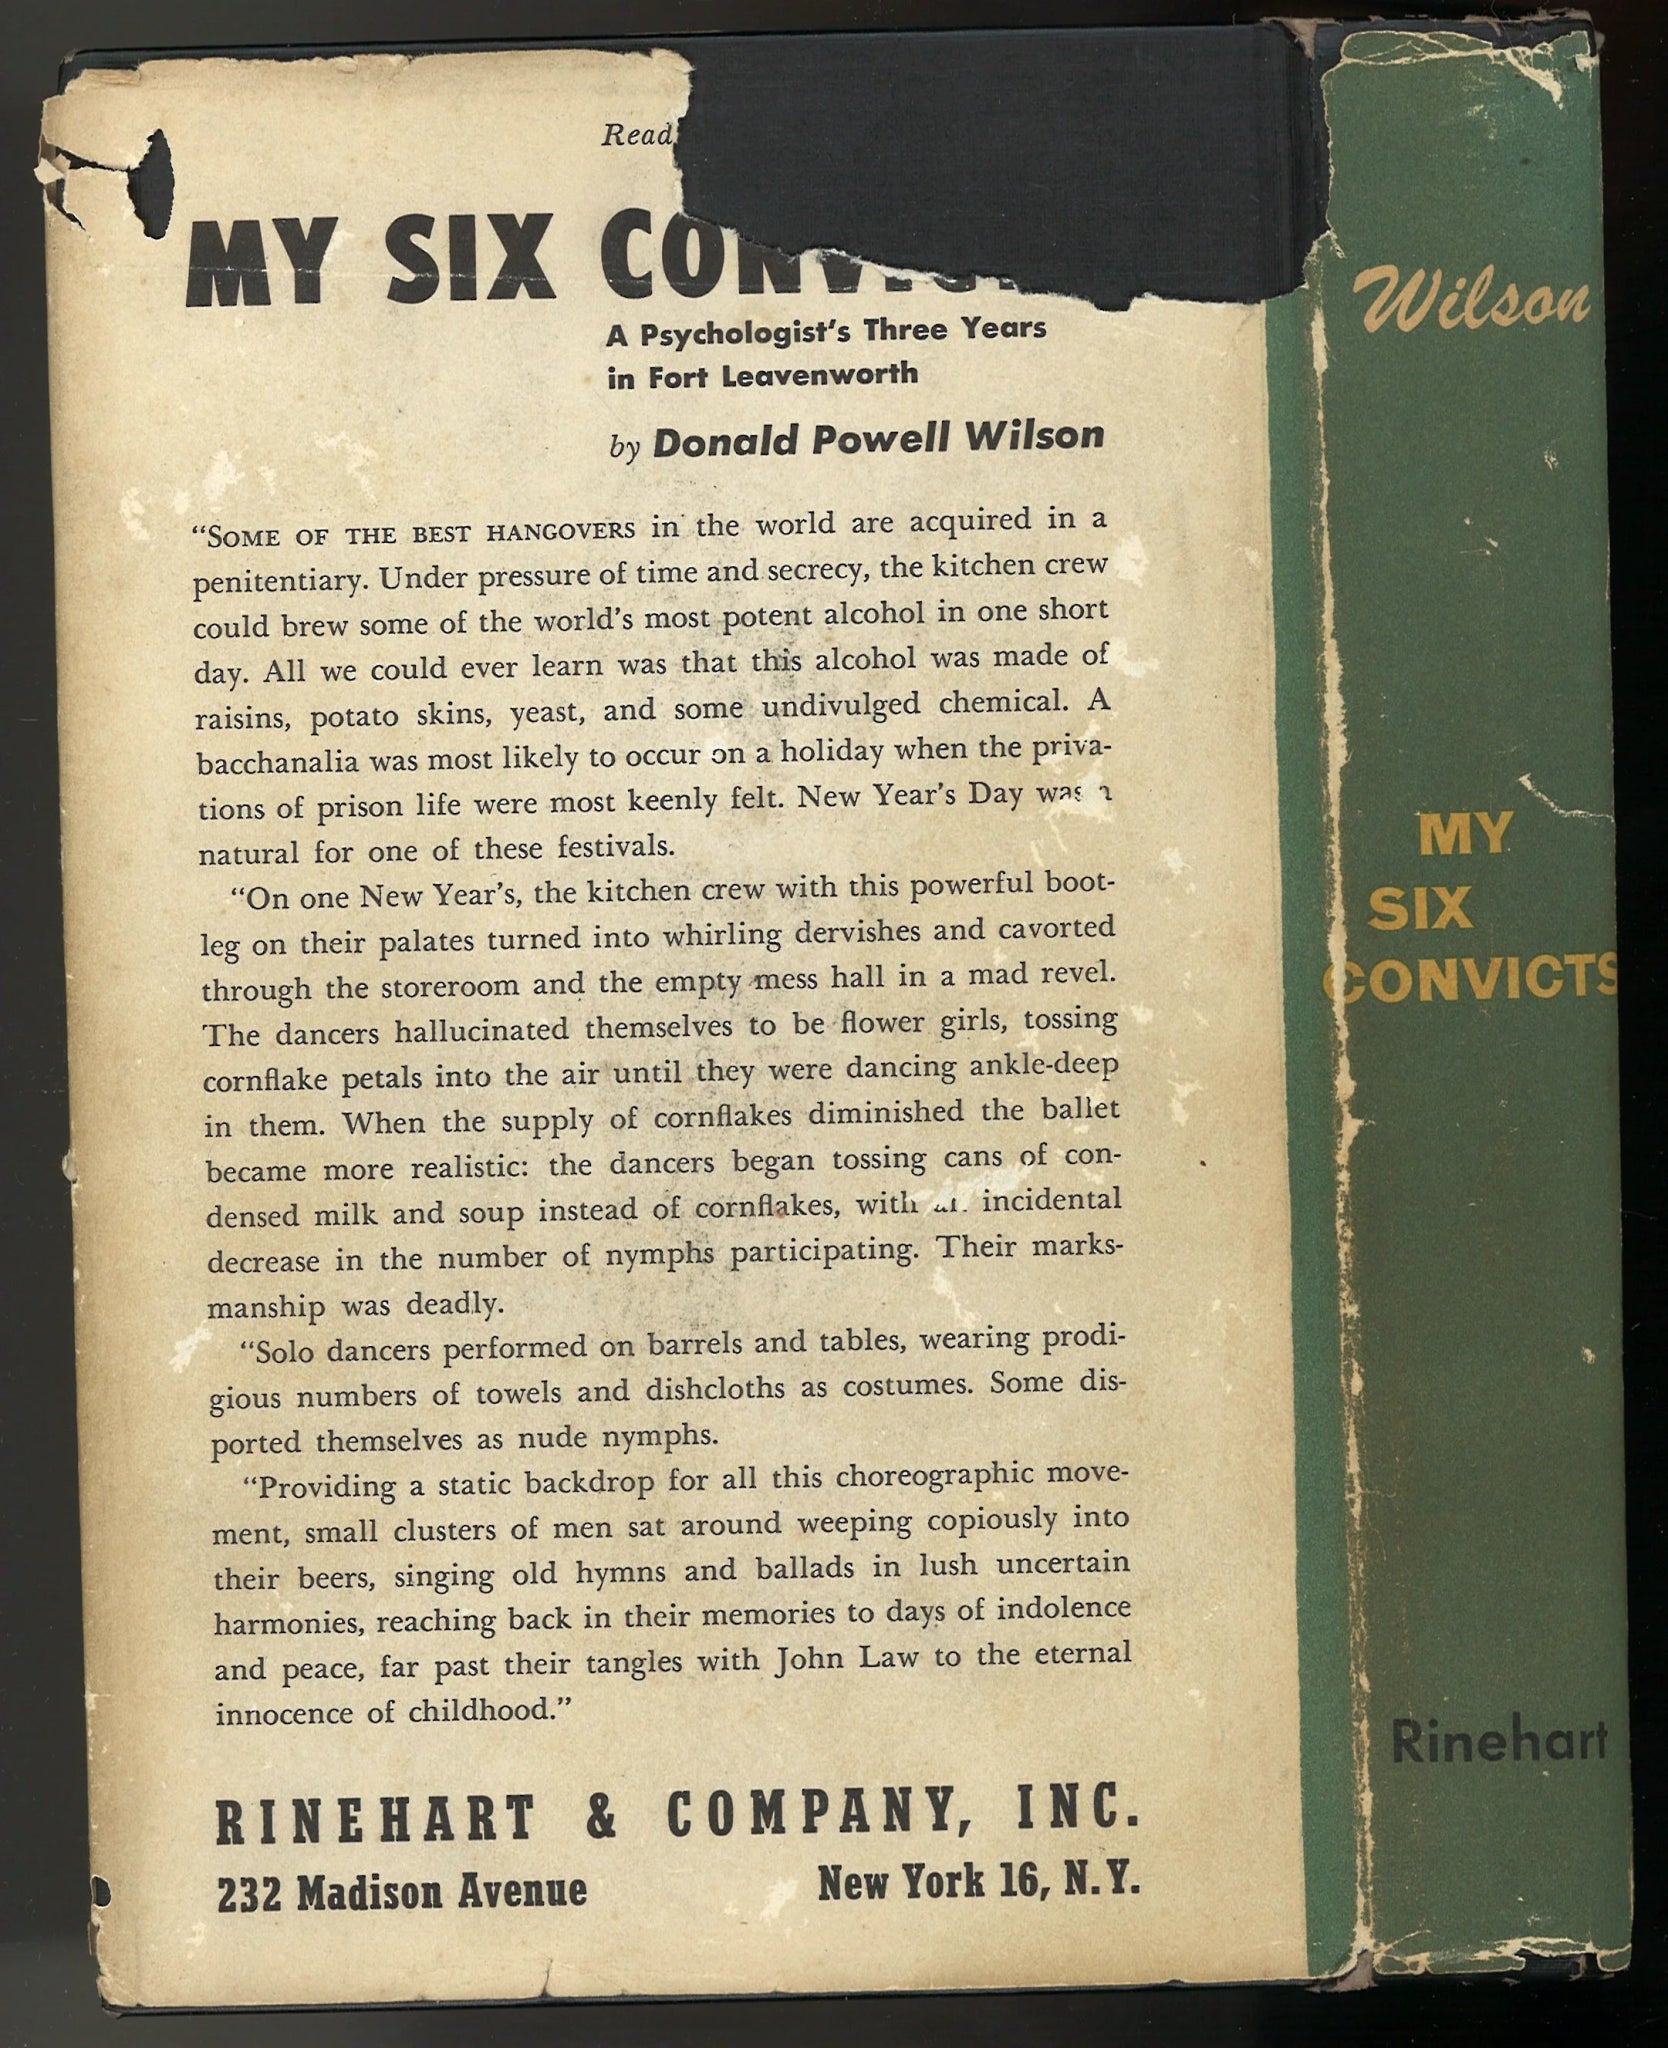 Read
MY SIX
A Psychologist's Three Years
in Fort Leavenworth
by Donald Powell Wilson
“SOME OF THE BEST HANGOVERS in the world are acquired in a
penitentiary. Under pressure of time and secrecy, the kitchen crew
could brew some of the world's most potent alcohol in one short
day. All we could ever learn was that this alcohol was made of
raisins, potato skins, yeast, and some undivulged chemical. A
bacchanalia was most likely to occur on a holiday when the priva-
tions of prison life were most keenly felt. New Year's Day was a
natural for one of these festivals.
“On one New Year's, the kitchen crew with this powerful boot-
leg on their palates turned into whirling dervishes and cavorted
through the storeroom and the empty mess hall in a mad revel.
The dancers hallucinated themselves to be flower girls, tossing
cornflake petals into the air until they were dancing ankle-deep
in them. When the supply of cornflakes diminished the ballet
became more realistic: the dancers began tossing cans of con-
densed milk and soup instead of cornflakes, with incidental
decrease in the number of nymphs participating. Their marks-
manship was deadly.
“Solo dancers performed on barrels and tables, wearing prodi-
gious numbers of towels and dishcloths as costumes. Some dis-
ported themselves as nude nymphs.
“Providing a static backdrop for all this choreographic move-
ment, small clusters of men sat around weeping copiously into
their beers, singing old hymns and ballads in lush uncertain
harmonies, reaching back in their memories to days of indolence
and peace, far past their tangles with John Law to the eternal
innocence of childhood.”
RINEHART & COMPANY, INC.
232 Madison Avenue New York 16, N.Y.
Wilson
MY
SIX
CONVICTS
Rinehart